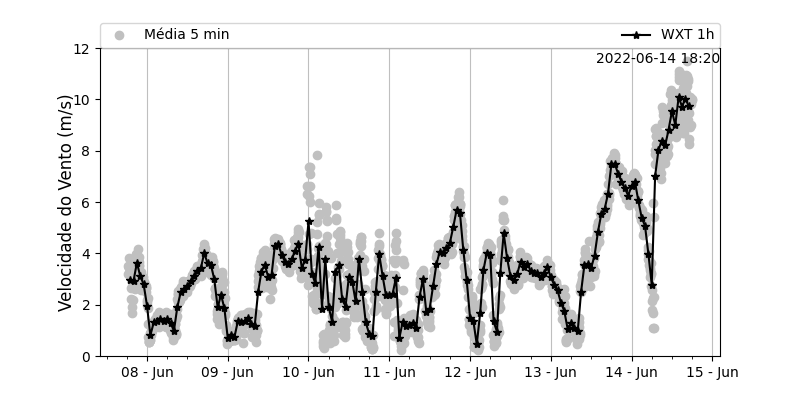 Média 5 min
WXT 1h
2022-06-14 18:20
Velocidade do Vento (m/s)
12
10
8
6
4
2
0
08 - Jun
09 - Jun
10 - Jun
11 - Jun
12 - Jun
13 - Jun
14 - Jun
15 - Jun